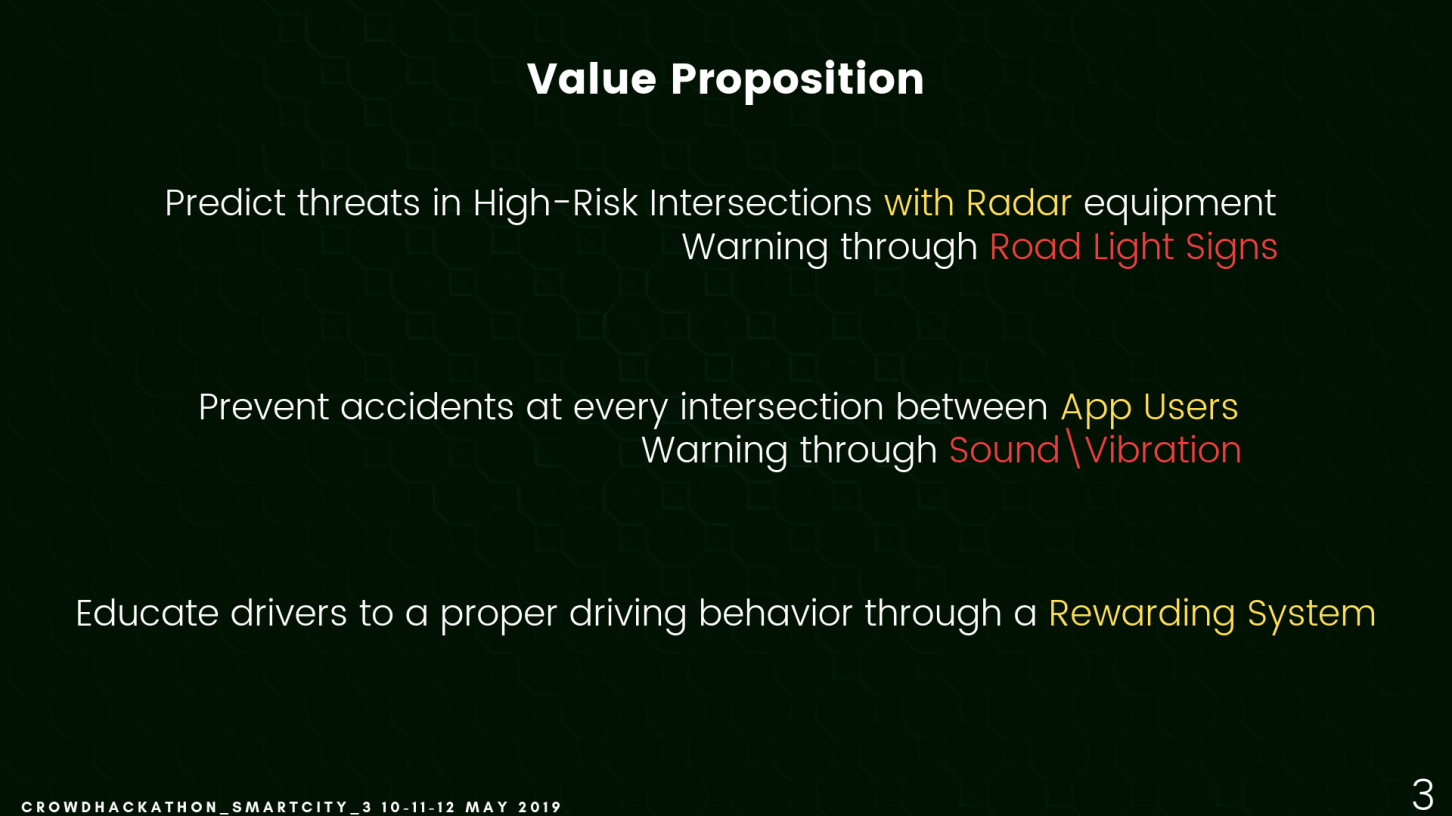 Value Proposition
Predict threats in High-Risk Intersections with Radar equipment
Warning through Road Light Signs
Prevent accidents at every intersection between App Users
Warning through Sound\Vibration
Educate drivers to a proper driving behavior through a Rewarding System
CROWDHACKATHON_SMARTCITY_3 10-11-12 MAY 2019
3